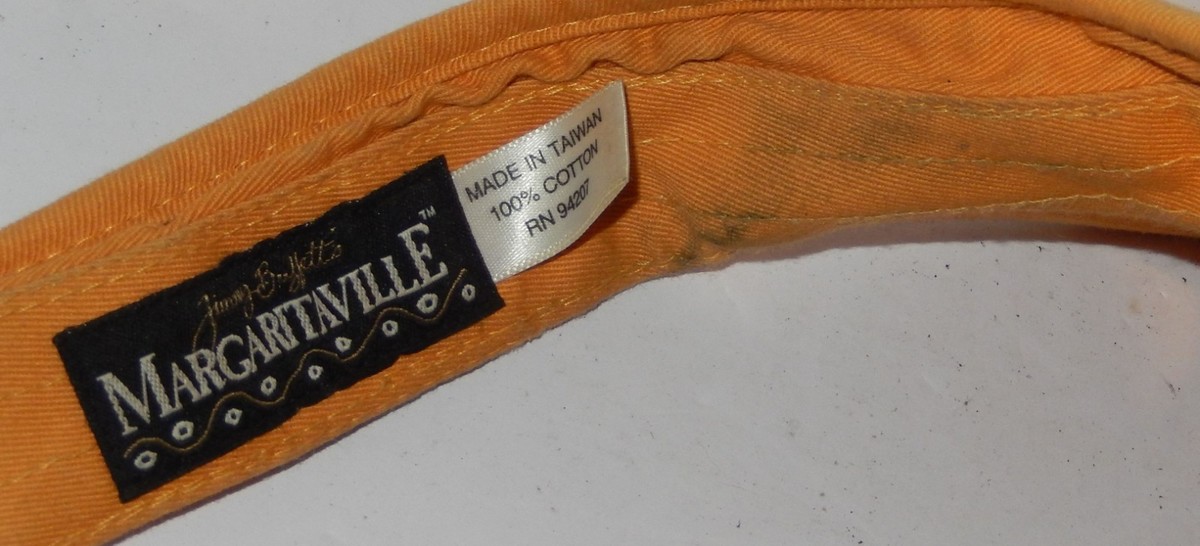 Jimmy Buffett's
MARGARITAVILLE™
MADE IN TAIWAN
100% COTTON
RN 94207